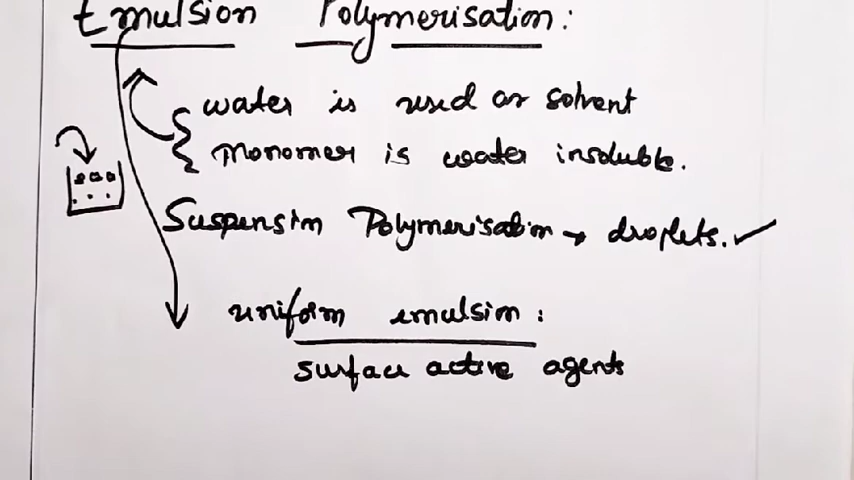 Emulsion Polymerisation:
water is used as solvent
Monomer is water insoluble.
Suspension Polymerisation → droplets. ✓
uniform emulsion:
surface active agents